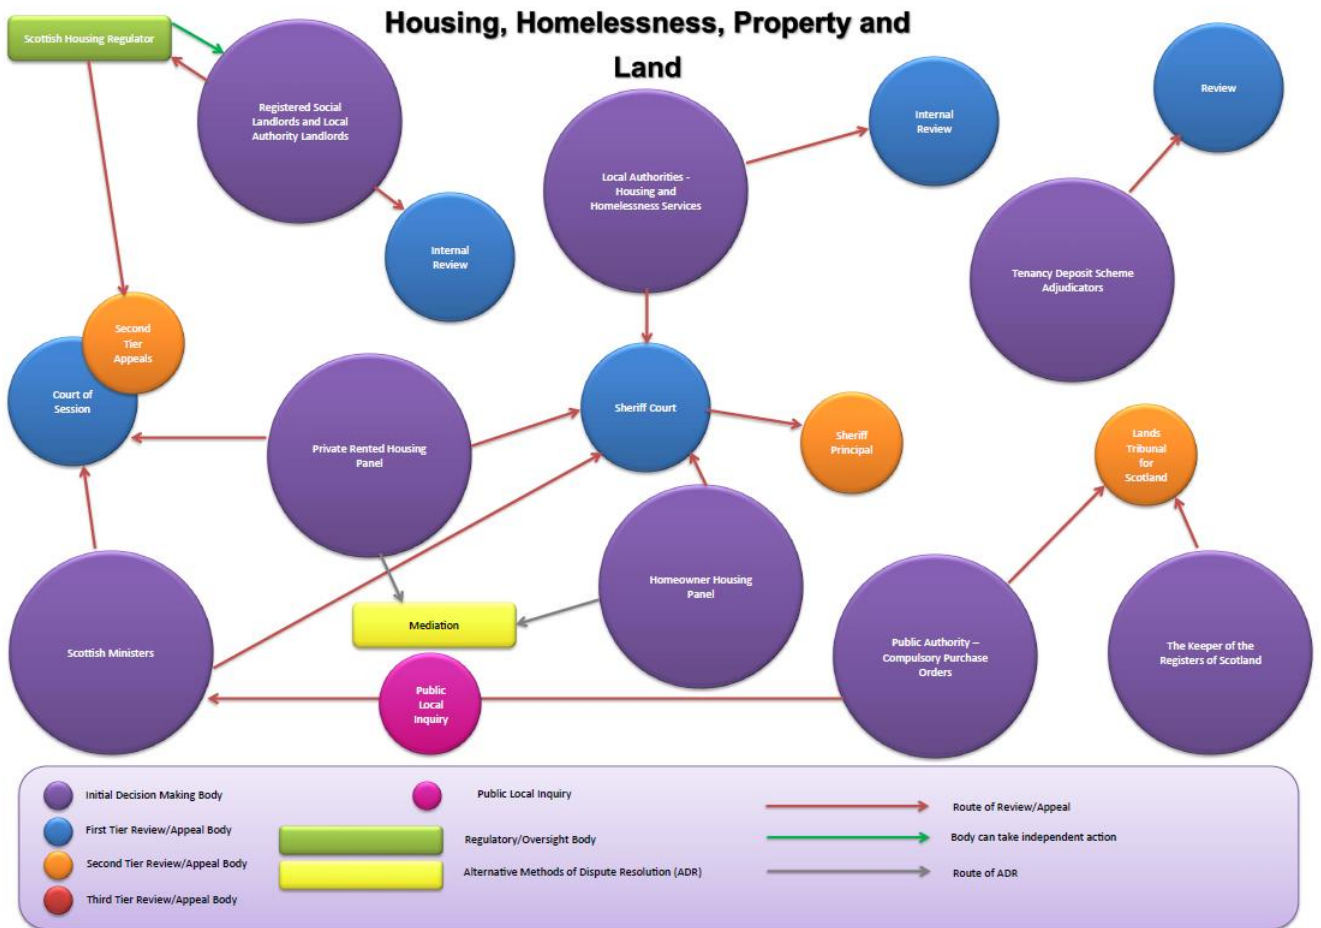 Housing, Homelessness, Property and
Land
Scottish Housing Regulator
Registered Social
Landlords and Local
Authority Landlords
Internal
Review
Local Authorities -
Housing and
Homelessness Services
Internal
Review
Review
Tenancy Deposit Scheme
Adjudicators
Second
Tier
Appeals
Court of
Session
Private Rented Housing
Panel
Sheriff Court
Sheriff
Principal
Lands
Tribunal
for
Scotland
Scottish Ministers
Mediation
Homeowner Housing
Panel
Public
Local
Inquiry
Public Authority –
Compulsory Purchase
Orders
The Keeper of the
Registers of Scotland
Initial Decision Making Body
First Tier Review/Appeal Body
Second Tier Review/Appeal Body
Third Tier Review/Appeal Body
Public Local Inquiry
Regulatory/Oversight Body
Alternative Methods of Dispute Resolution (ADR)
Route of Review/Appeal
Body can take independent action
Route of ADR